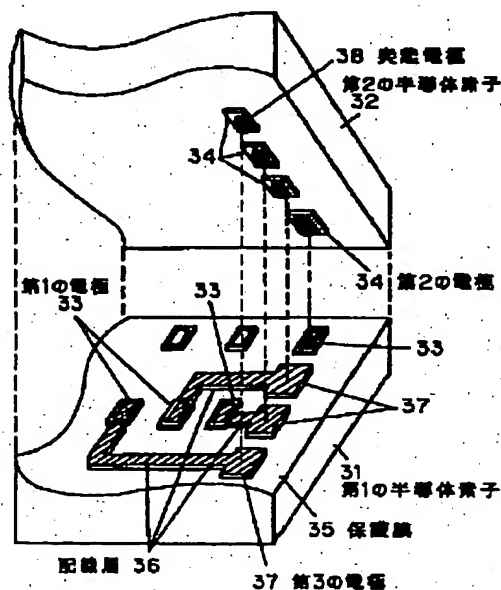 38 突起電極
第2の半導体素子
32
34
34 第2の電極
第1の電極
33
33
33
37
31
第1の半導体素子
35 保護膜
配線層 36
37 第3の電極